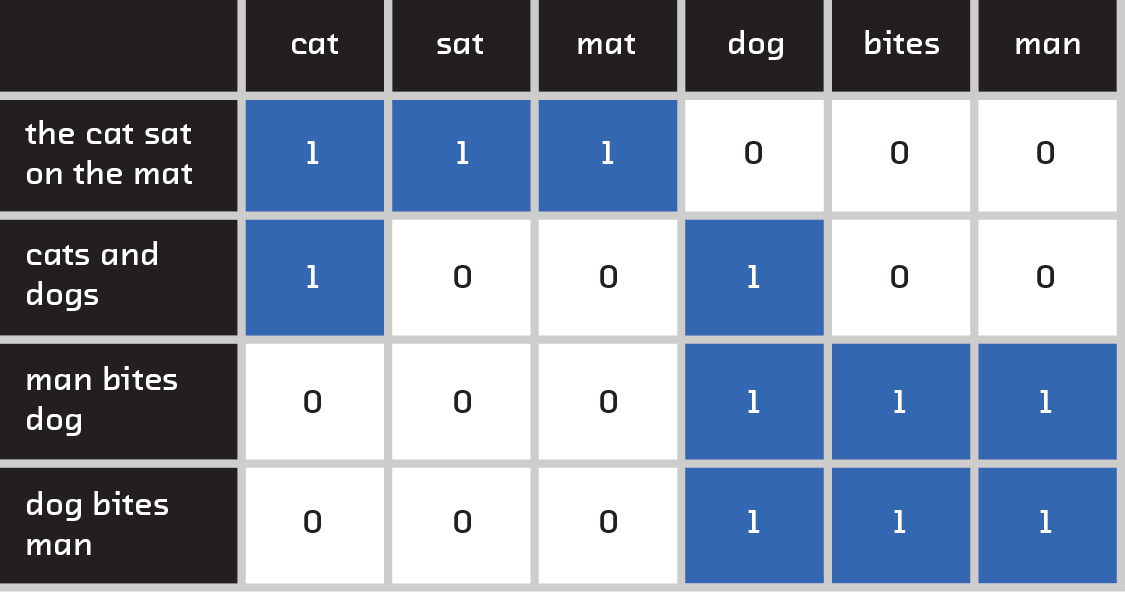 cat sat mat dog bites man
the cat sat
on the mat
1 1 1 0 0 0
cats and
dogs
1 0 0 1 0 0
man bites
dog
0 0 0 1 1 1
dog bites
man
0 0 0 1 1 1